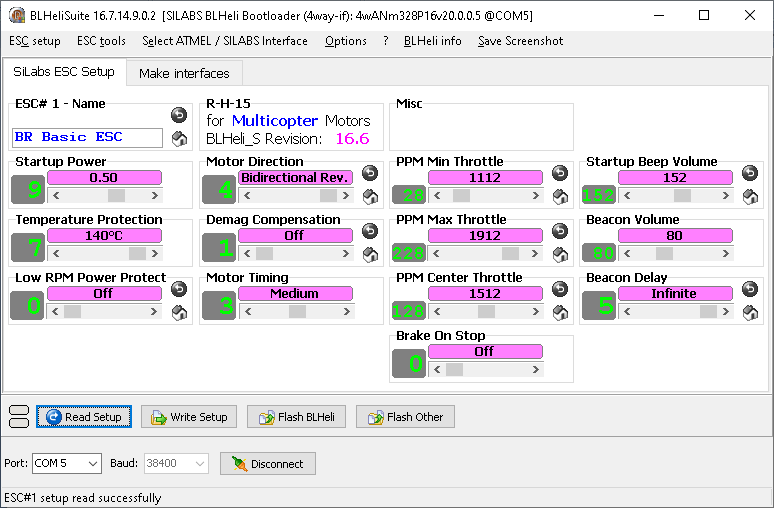 BLHeliSuite 16.7.14.9.0.2 [SILABS BLHeli Bootloader (4way-if): 4wANm328P16v20.0.0.5 @COM5]
ESC setup ESC tools Select ATMEL / SILABS Interface Options ? BLHeli info Save Screenshot
SiLabs ESC Setup Make interfaces
ESC# 1 - Name
BR Basic ESC
R-H-15
for Multicopter Motors
BLHeli_S Revision: 16.6
Misc
Startup Power
9 0.50
Motor Direction
4 Bidirectional Rev.
PPM Min Throttle
28 1112
Startup Beep Volume
152 152
Temperature Protection
7 140°C
Demag Compensation
1 Off
PPM Max Throttle
228 1912
Beacon Volume
80 80
Low RPM Power Protect
0 Off
Motor Timing
3 Medium
PPM Center Throttle
128 1512
Beacon Delay
5 Infinite
Brake On Stop
0 Off
Read Setup Write Setup Flash BLHeli Flash Other
Port: COM 5 Baud: 38400 Disconnect
ESC#1 setup read successfully